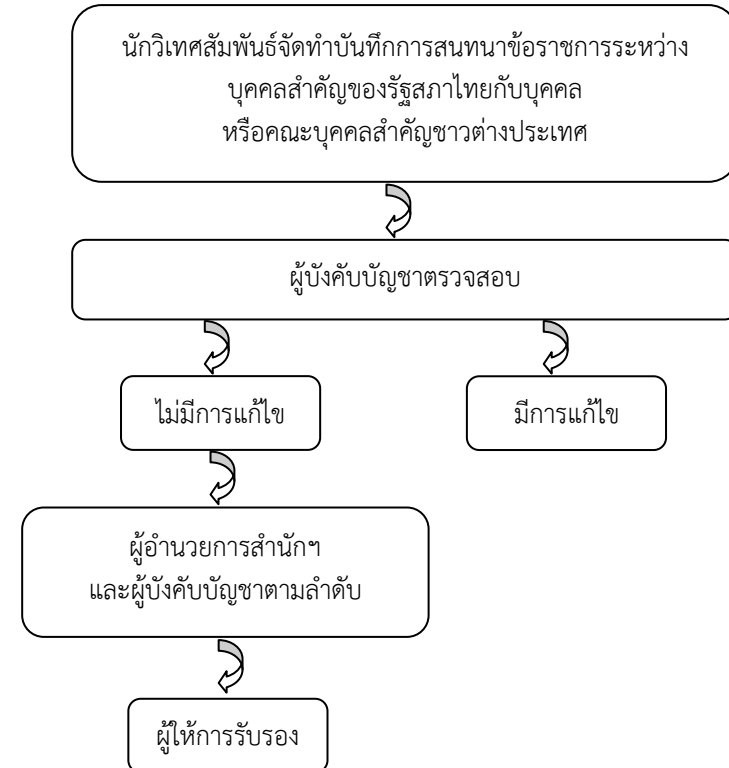 นักวิเทศสัมพันธ์จัดทำบันทึกการสนทนาข้อราชการระหว่าง
บุคคลสำคัญของรัฐสภาไทยกับบุคคล
หรือคณะบุคคลสำคัญชาวต่างประเทศ
ผู้บังคับบัญชาตรวจสอบ
ไม่มีการแก้ไข
มีการแก้ไข
ผู้อำนวยการสำนักฯ
และผู้บังคับบัญชาตามลำดับ
ผู้ให้การรับรอง